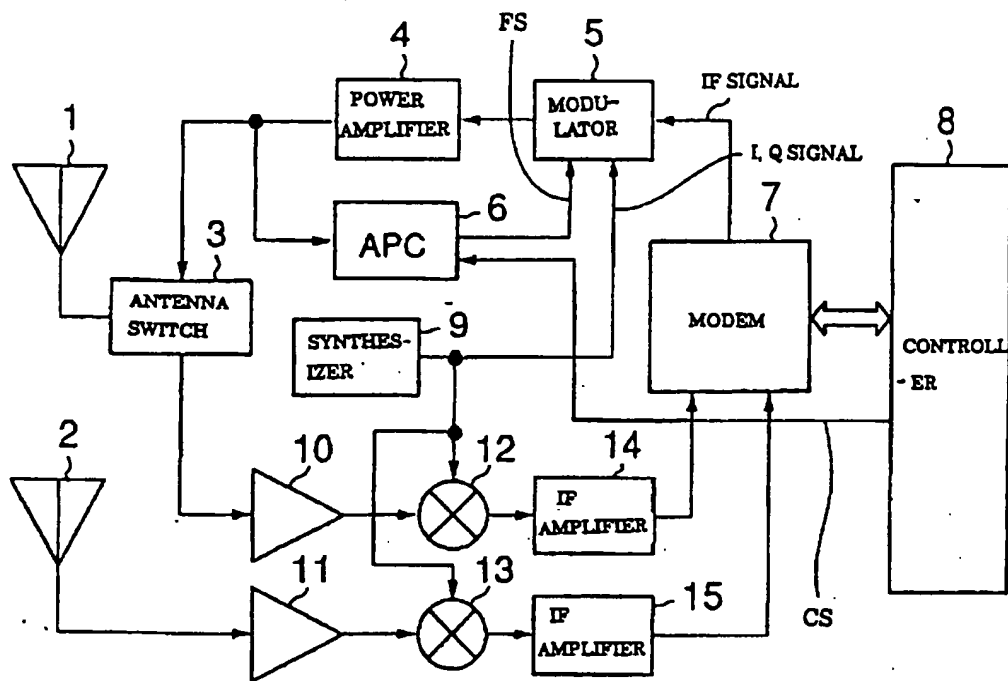 FS
4
5
IF SIGNAL
POWER
AMPLIFIER
MODU-
LATOR
8
1
I, Q SIGNAL
6
7
APC
3
ANTENNA
SWITCH
MODEM
9
SYNTHES-
IZER
CONTROLL
-ER
2
10
12
14
IF
AMPLIFIER
11
13
15
IF
AMPLIFIER
CS